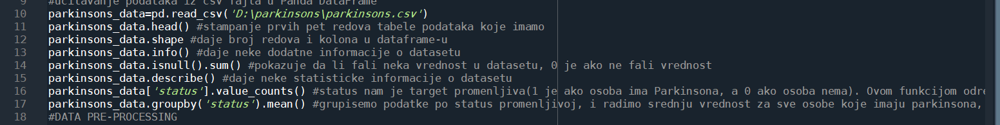 9 #ucitavanje podataka iz csv fajla u Panda DataFrame
10 parkinsons_data=pd.read_csv('D:\parkinsons\parkinsons.csv')
11 parkinsons_data.head() #stampanje prvih pet redova tabele podataka koje imamo
12 parkinsons_data.shape #daje broj redova i kolona u dataframe-u
13 parkinsons_data.info() #daje neke dodatne informacije o datasetu
14 parkinsons_data.isnull().sum() #pokazuje da li fali neka vrednost u datasetu, 0 je ako ne fali vrednost
15 parkinsons_data.describe() #daje neke statisticke informacije o datasetu
16 parkinsons_data['status'].value_counts() #status nam je target promenljiva(1 je ako osoba ima Parkinsona, a 0 ako osoba nema). Ovom funkcijom odre
17 parkinsons_data.groupby('status').mean() #grupisemo podatke po status promenljivoj, i radimo srednju vrednost za sve osobe koje imaju parkinsona,
18 #DATA PRE-PROCESSING